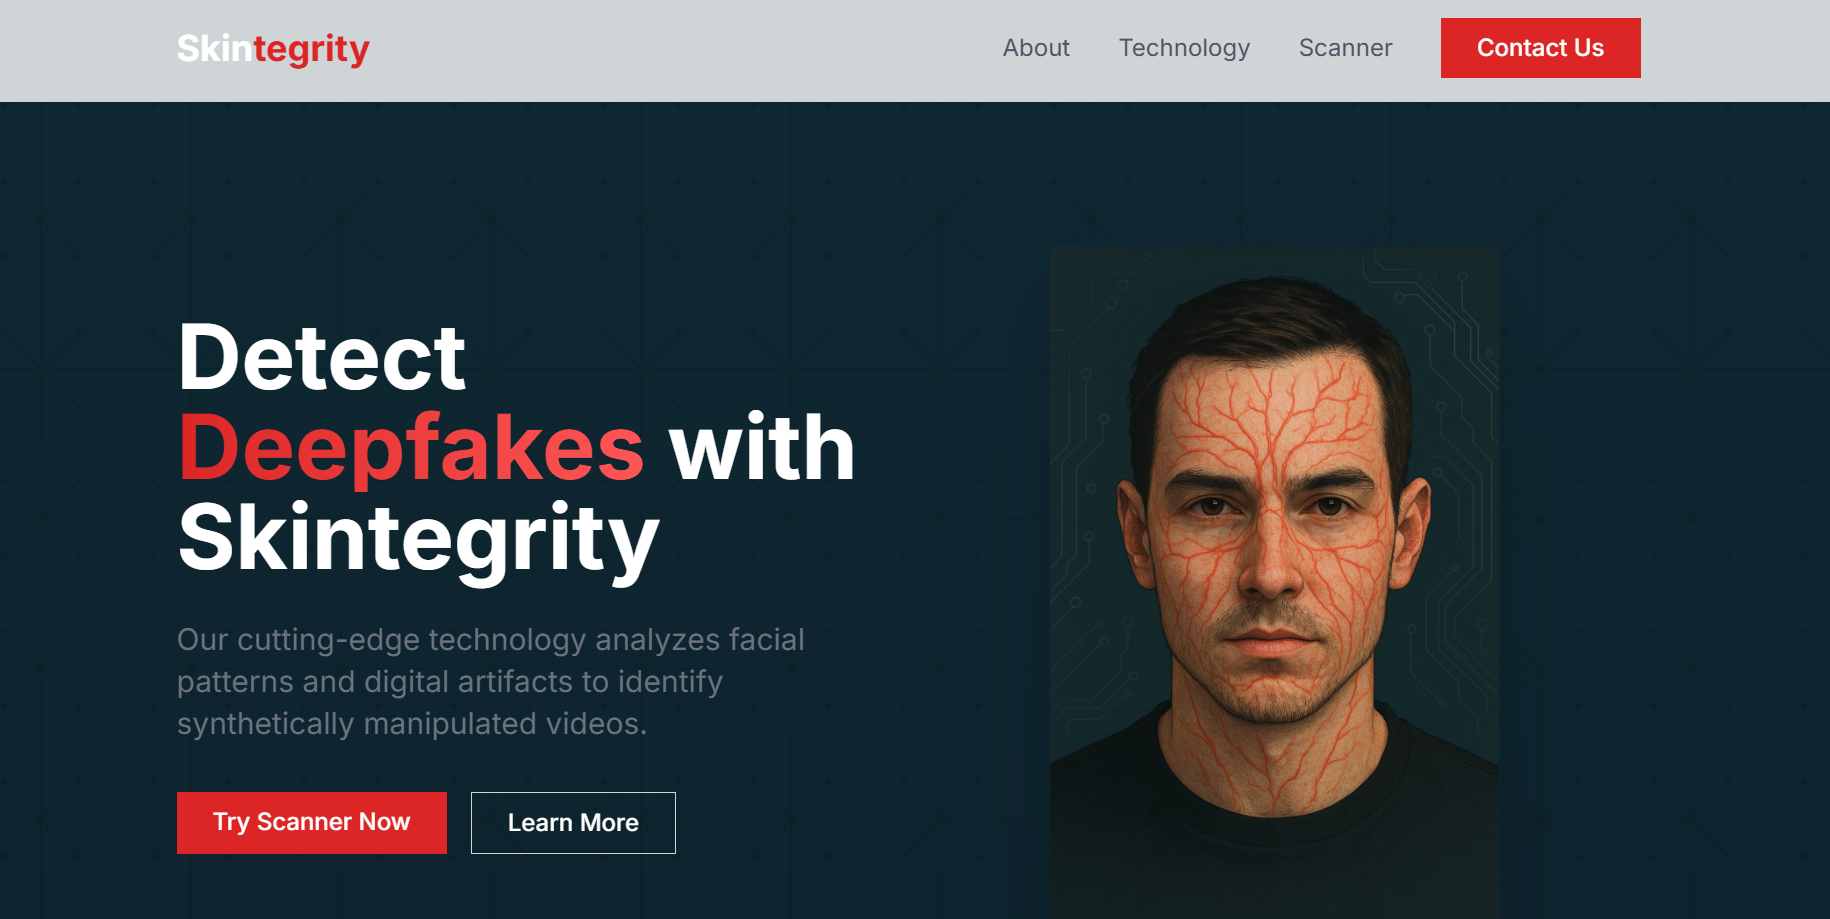 Skintegrity
About
Technology
Scanner
Contact Us
Detect
Deepfakes with
Skintegrity
Our cutting-edge technology analyzes facial
patterns and digital artifacts to identify
synthetically manipulated videos.
Try Scanner Now
Learn More